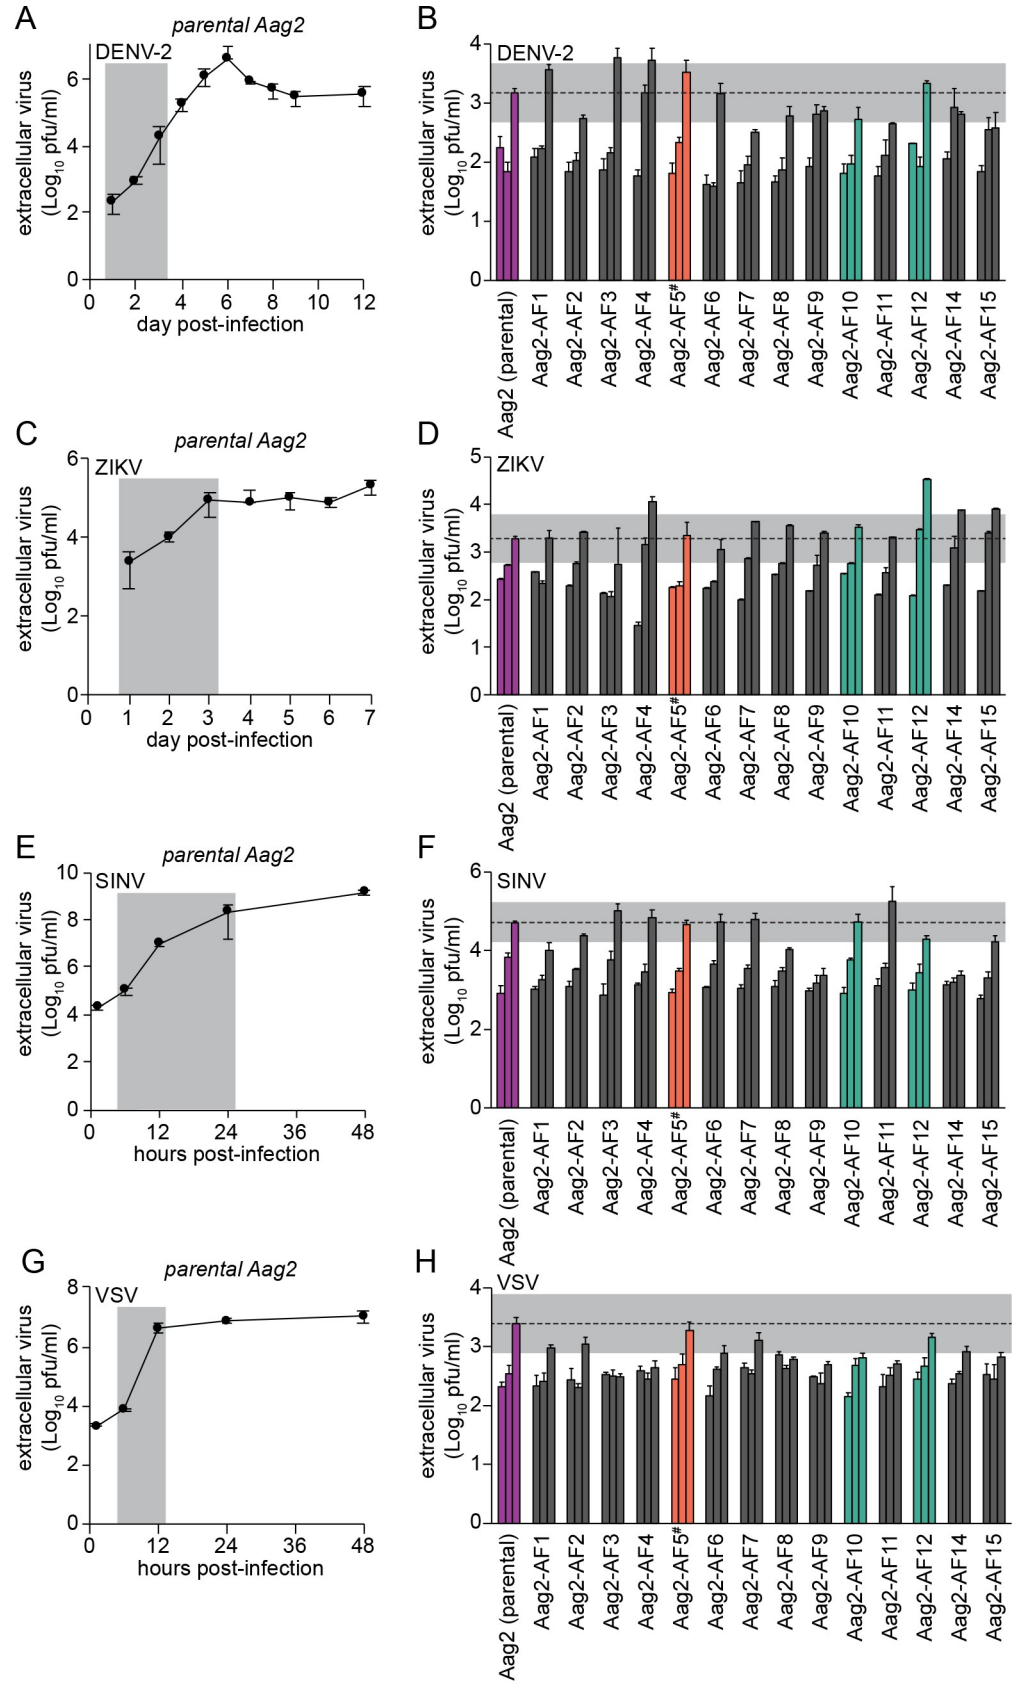 A
parental Aag2
DENV-2
extracellular virus
(Log10 pfu/ml)
6
4
2
0
0 2 4 6 8 10 12
day post-infection
B
DENV-2
extracellular virus
(Log10 pfu/ml)
4
3
2
1
0
Aag2 (parental)
Aag2-AF1
Aag2-AF2
Aag2-AF3
Aag2-AF4
Aag2-AF5#
Aag2-AF6
Aag2-AF7
Aag2-AF8
Aag2-AF9
Aag2-AF10
Aag2-AF11
Aag2-AF12
Aag2-AF14
Aag2-AF15
C
parental Aag2
ZIKV
extracellular virus
(Log10 pfu/ml)
6
4
2
0
0 1 2 3 4 5 6 7
day post-infection
D
ZIKV
extracellular virus
(Log10 pfu/ml)
5
4
3
2
1
0
Aag2 (parental)
Aag2-AF1
Aag2-AF2
Aag2-AF3
Aag2-AF4
Aag2-AF5#
Aag2-AF6
Aag2-AF7
Aag2-AF8
Aag2-AF9
Aag2-AF10
Aag2-AF11
Aag2-AF12
Aag2-AF14
Aag2-AF15
E
parental Aag2
SINV
extracellular virus
(Log10 pfu/ml)
10
8
6
4
2
0
0 12 24 36 48
hours post-infection
F
SINV
extracellular virus
(Log10 pfu/ml)
6
4
2
0
Aag2 (parental)
Aag2-AF1
Aag2-AF2
Aag2-AF3
Aag2-AF4
Aag2-AF5#
Aag2-AF6
Aag2-AF7
Aag2-AF8
Aag2-AF9
Aag2-AF10
Aag2-AF11
Aag2-AF12
Aag2-AF14
Aag2-AF15
G
parental Aag2
VSV
extracellular virus
(Log10 pfu/ml)
8
6
4
2
0
0 12 24 36 48
hours post-infection
H
VSV
extracellular virus
(Log10 pfu/ml)
4
3
2
1
0
Aag2 (parental)
Aag2-AF1
Aag2-AF2
Aag2-AF3
Aag2-AF4
Aag2-AF5#
Aag2-AF6
Aag2-AF7
Aag2-AF8
Aag2-AF9
Aag2-AF10
Aag2-AF11
Aag2-AF12
Aag2-AF14
Aag2-AF15